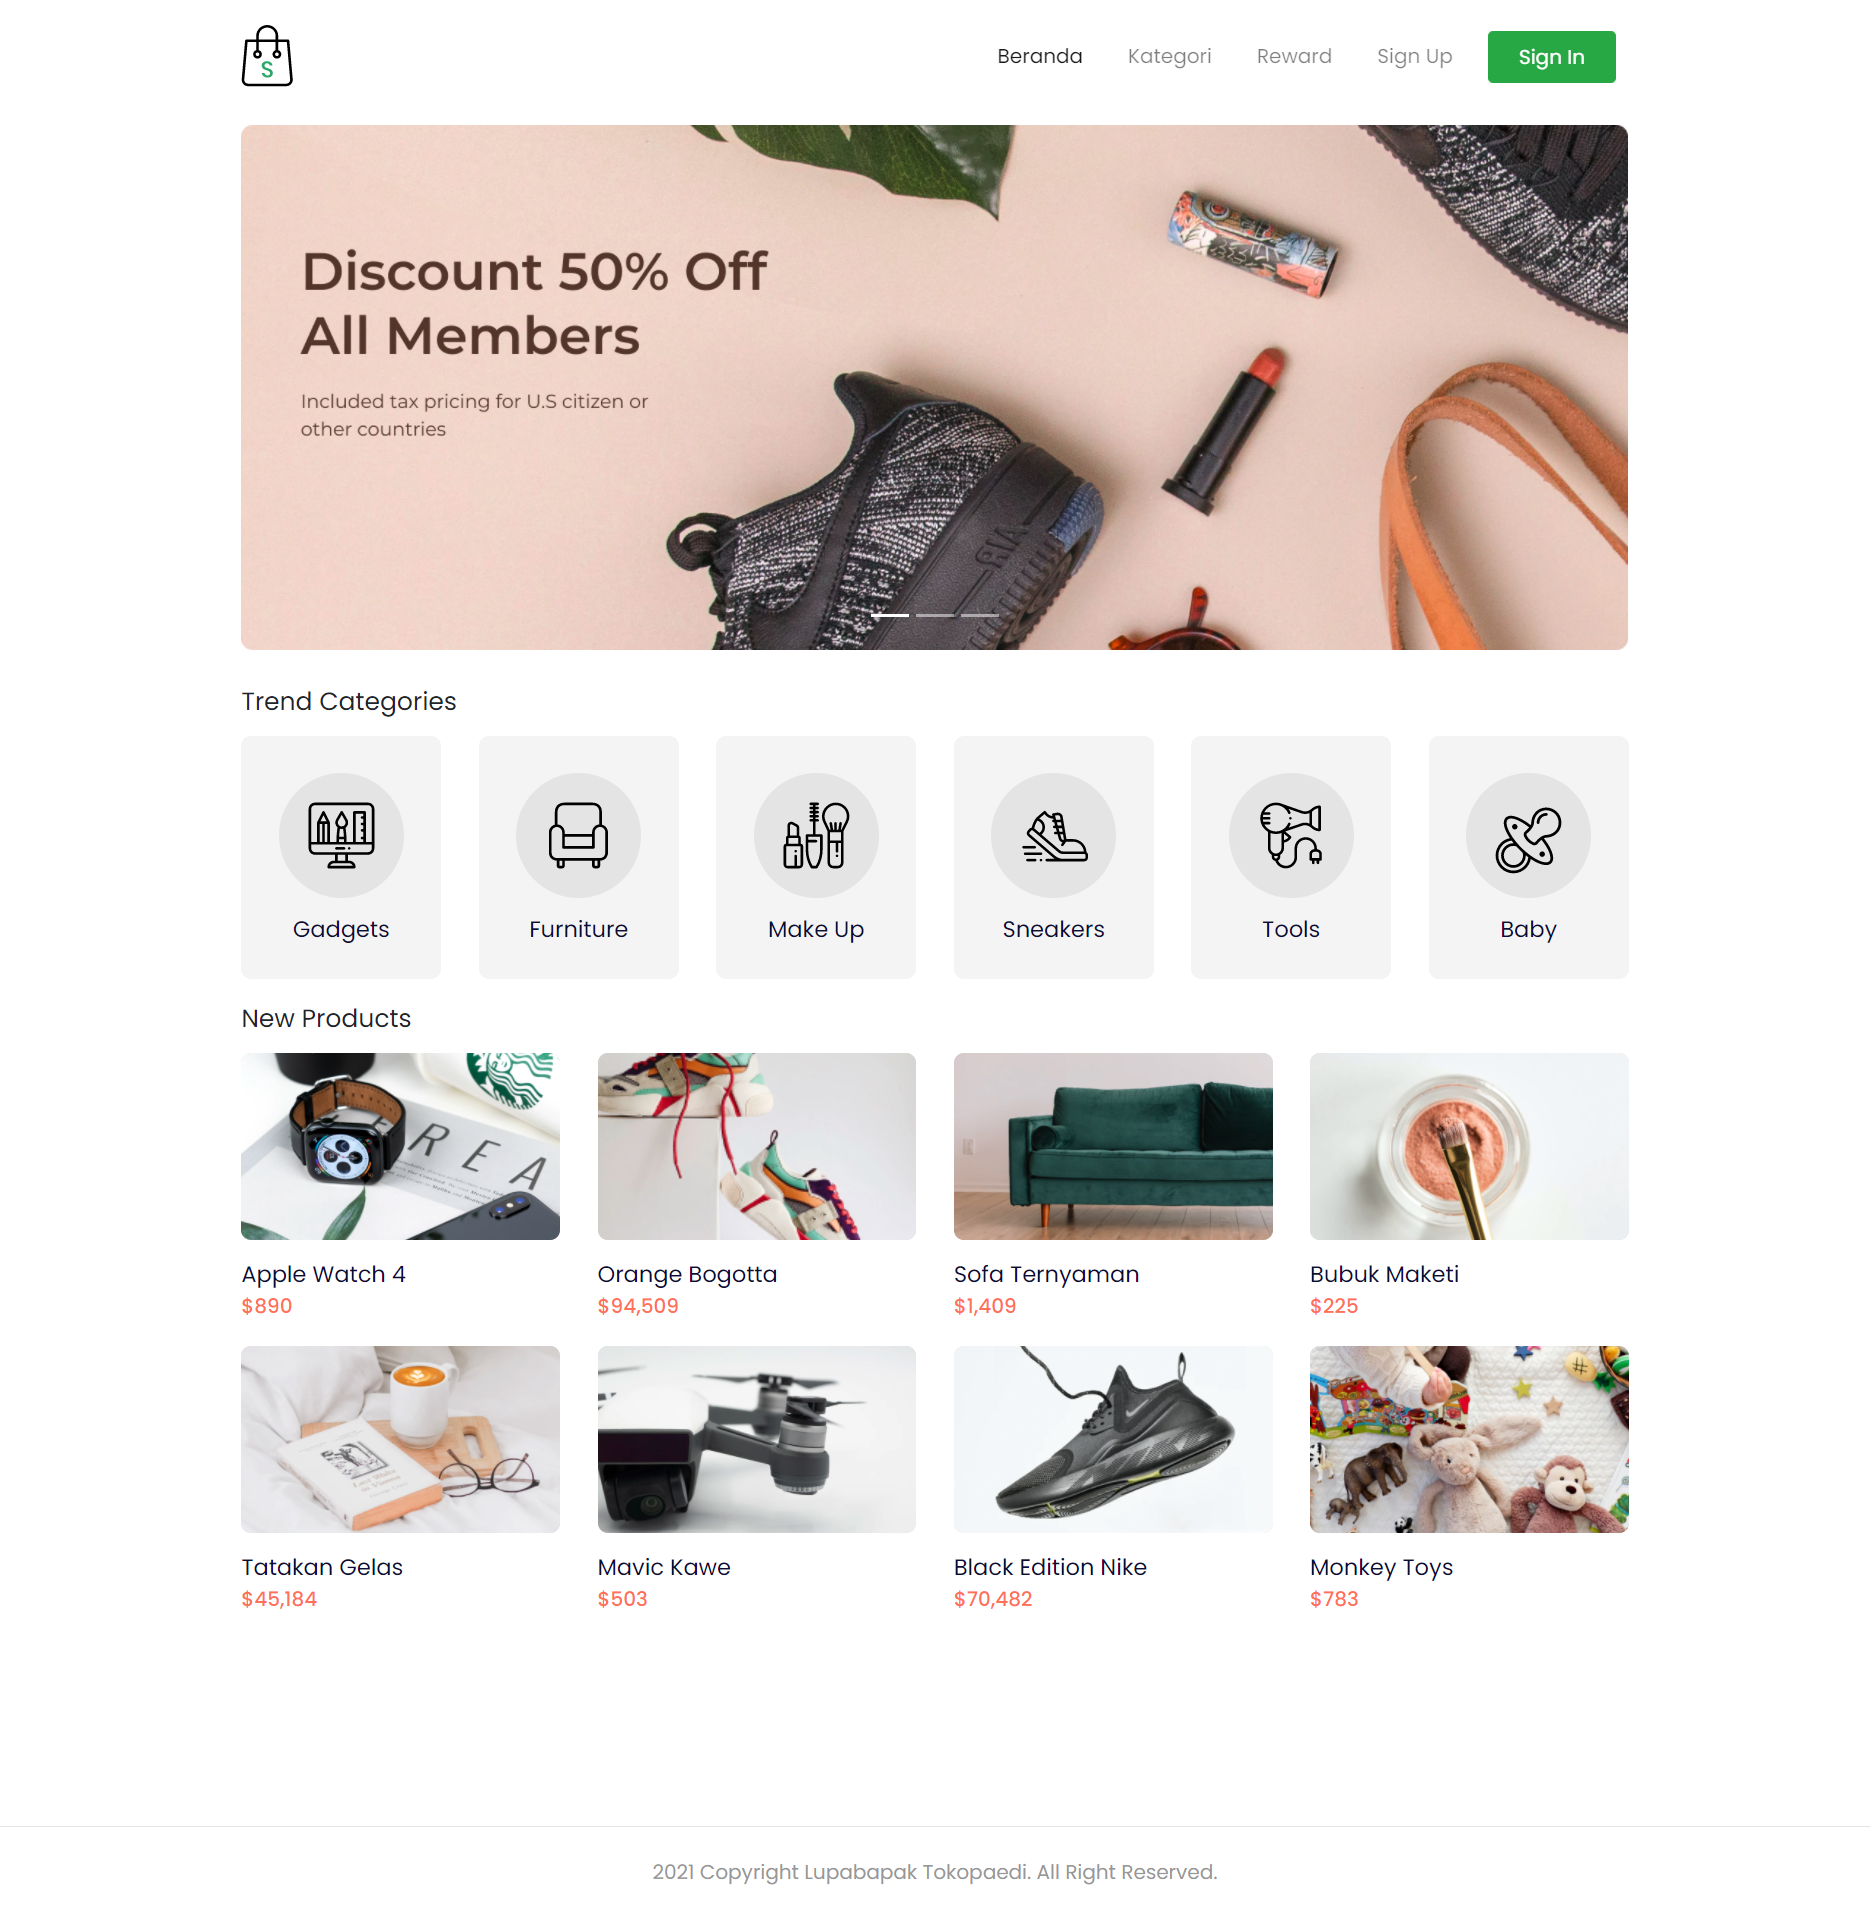 S
Beranda Kategori Reward Sign Up Sign In
Discount 50% Off
All Members
Included tax pricing for U.S citizen or
other countries
AIR
Trend Categories
Gadgets Furniture Make Up Sneakers Tools Baby
New Products
REA
Apple Watch 4 Orange Bogotta Sofa Ternyaman Bubuk Maketi
$890 $94,509 $1,409 $225
Tatakan Gelas Mavic Kawe Black Edition Nike Monkey Toys
$45,184 $503 $70,482 $783
2021 Copyright Lupabapak Tokopaedi. All Right Reserved.